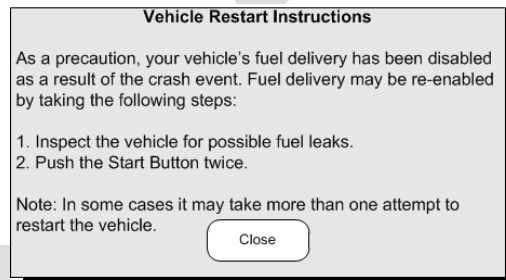 Vehicle Restart Instructions
As a precaution, your vehicle's fuel delivery has been disabled
as a result of the crash event. Fuel delivery may be re-enabled
by taking the following steps:
1. Inspect the vehicle for possible fuel leaks.
2. Push the Start Button twice.
Note: In some cases it may take more than one attempt to
restart the vehicle.
Close